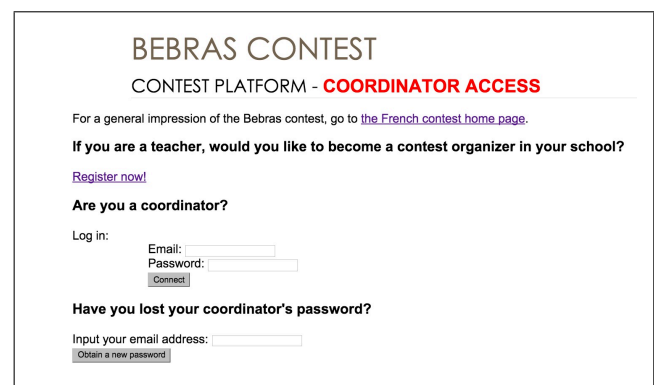 BEBRAS CONTEST
CONTEST PLATFORM - COORDINATOR ACCESS
For a general impression of the Bebras contest, go to the French contest home page.
If you are a teacher, would you like to become a contest organizer in your school?
Register now!
Are you a coordinator?
Log in:
Email:
Password:
Connect
Have you lost your coordinator's password?
Input your email address:
Obtain a new password